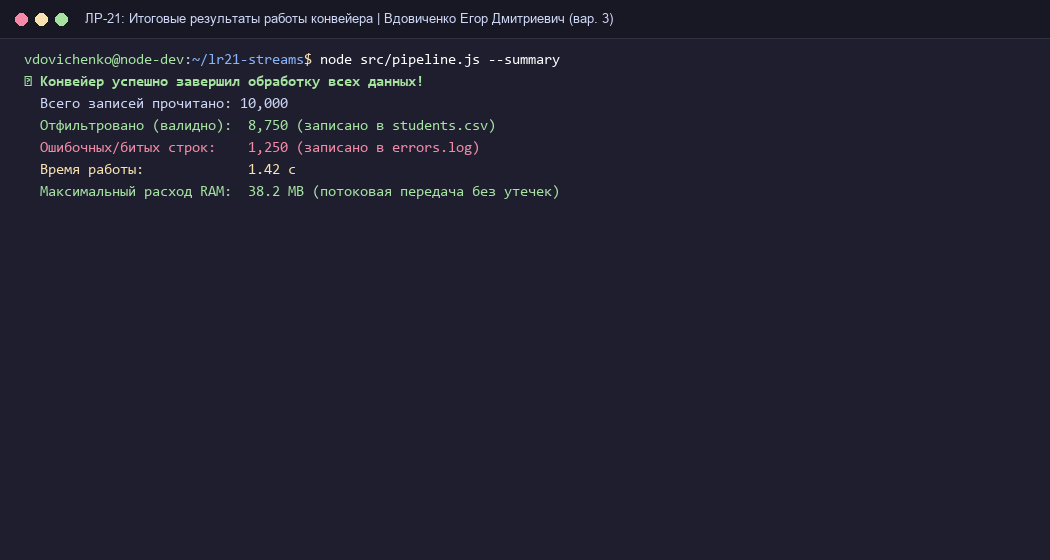 ЛР-21: Итоговые результаты работы конвейера | Вдовиченко Егор Дмитриевич (вар. 3)
vdovichenko@node-dev:~/lr21-streams$ node src/pipeline.js --summary
Конвейер успешно завершил обработку всех данных!
Всего записей прочитано: 10,000
Отфильтровано (валидно): 8,750 (записано в students.csv)
Ошибочных/битых строк: 1,250 (записано в errors.log)
Время работы: 1.42 с
Максимальный расход RAM: 38.2 MB (потоковая передача без утечек)